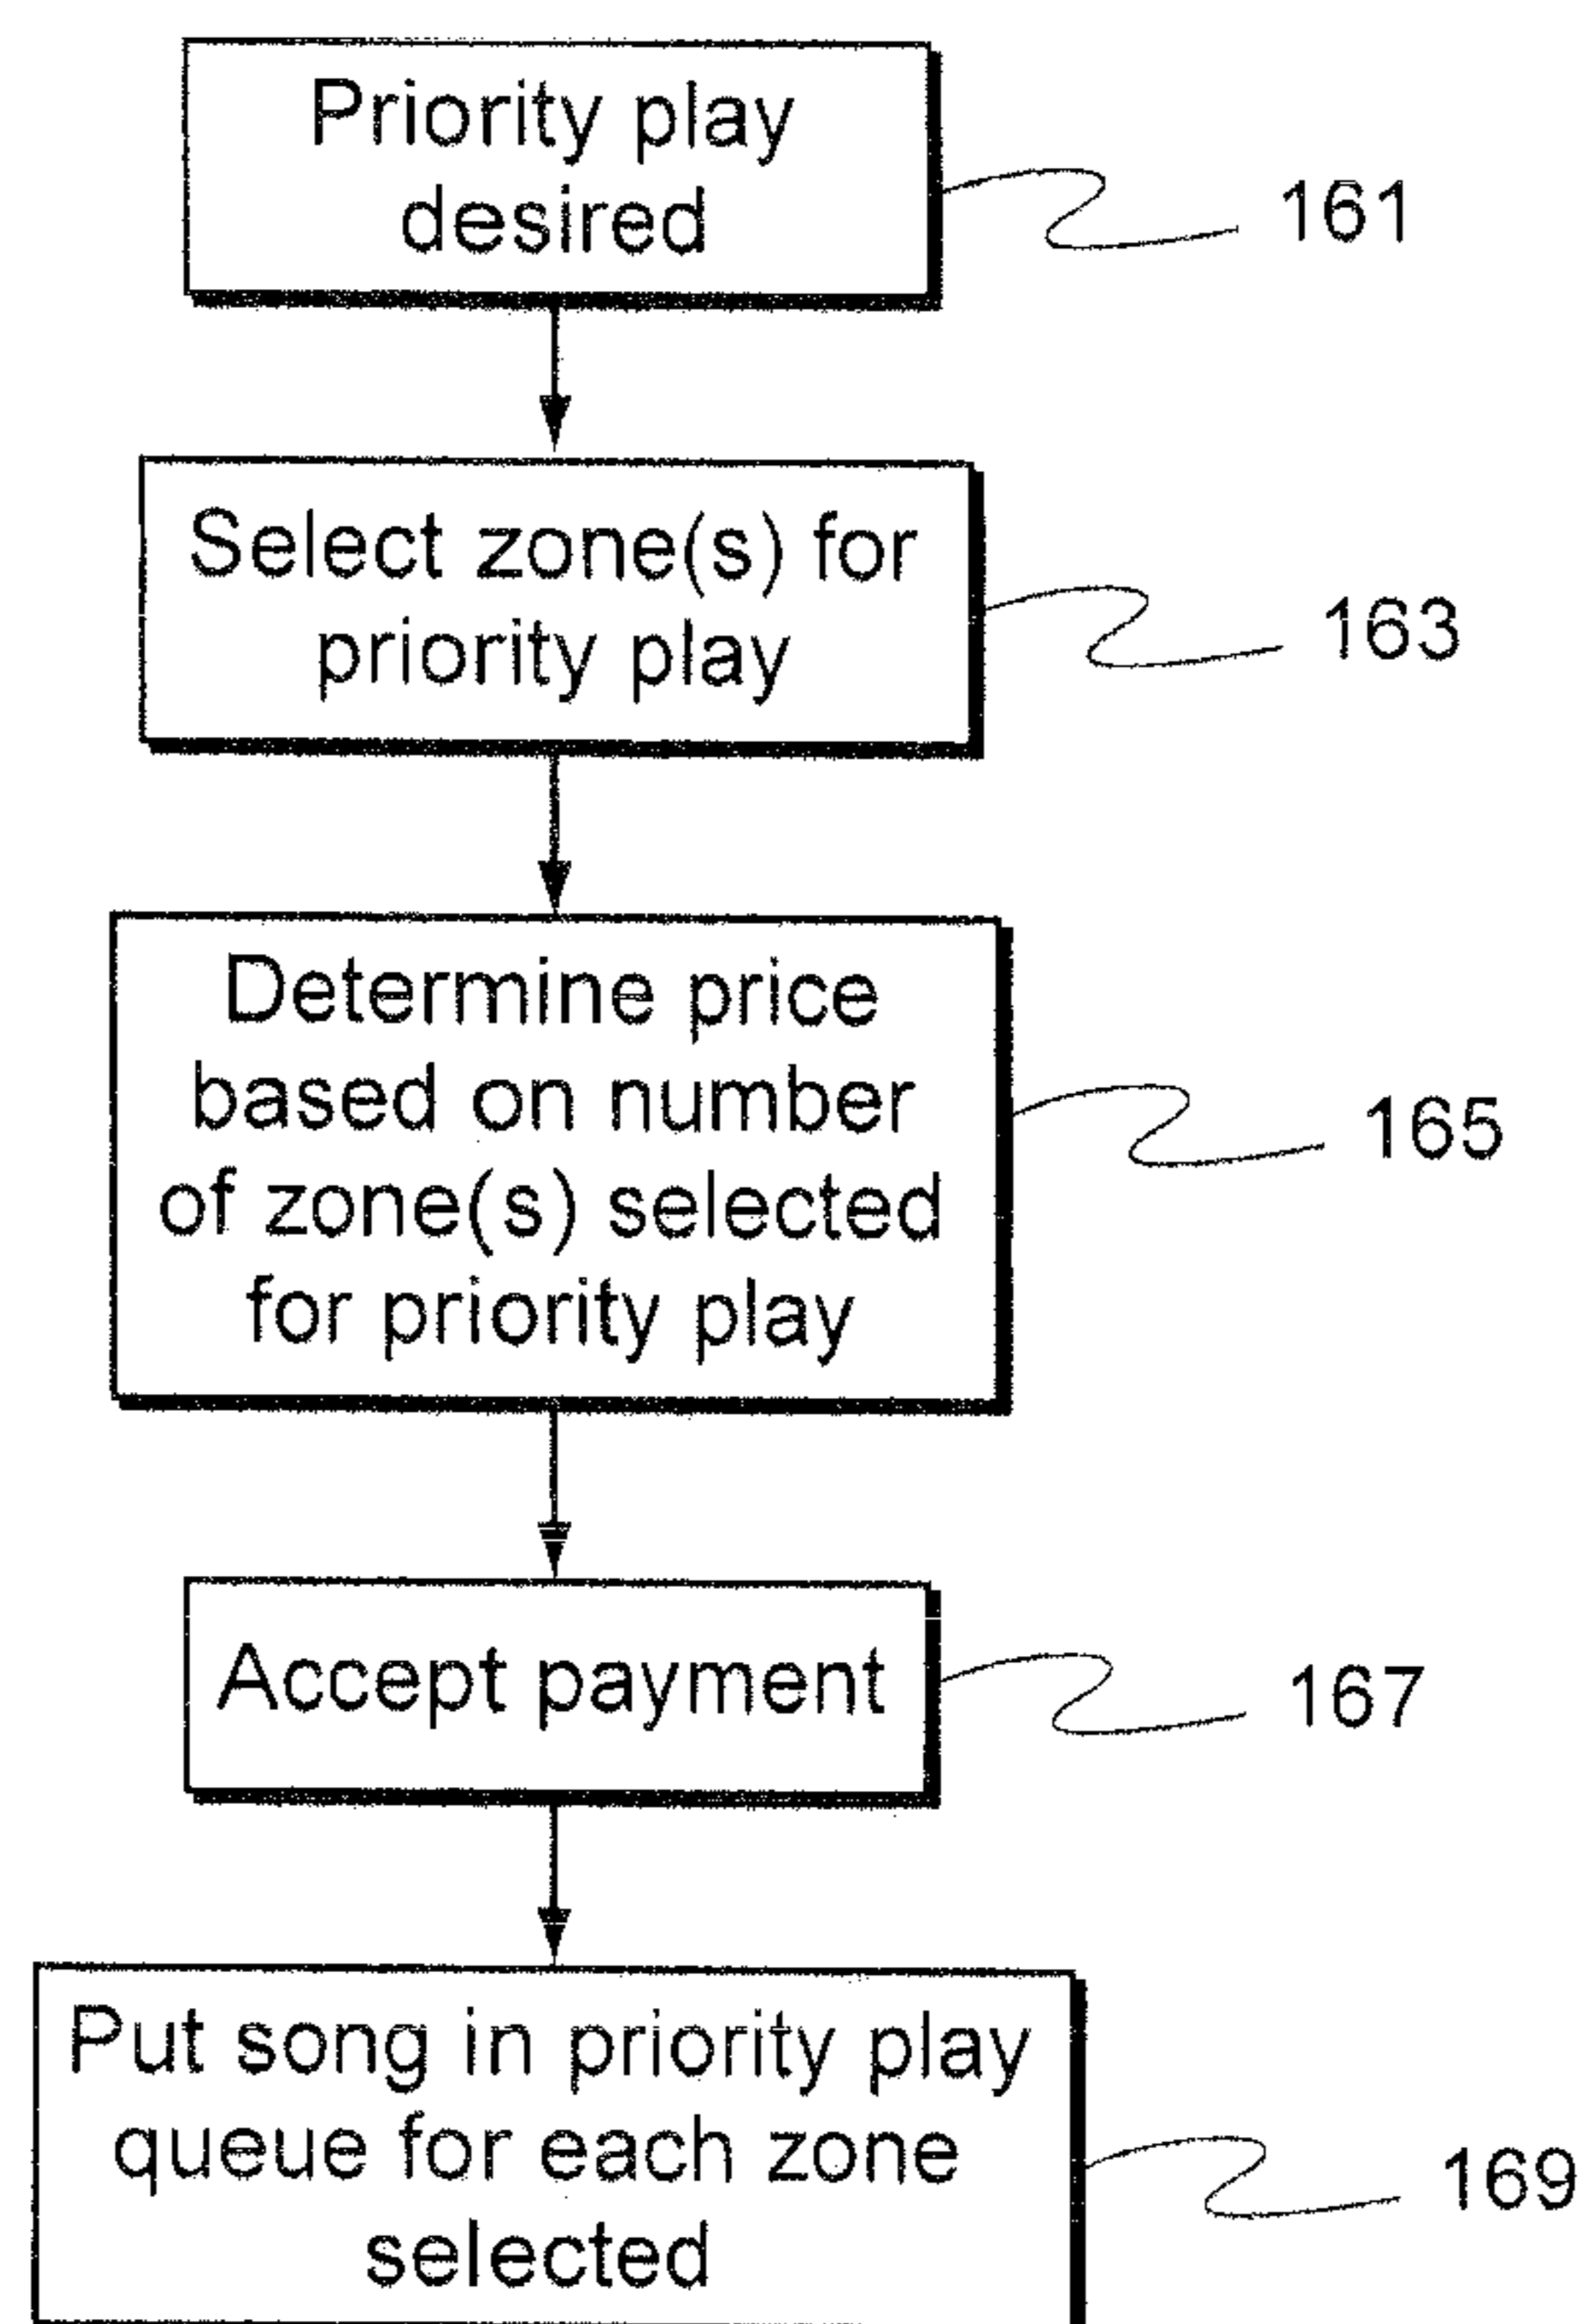 Priority play
desired
161
Select zone(s) for
priority play
163
Determine price
based on number
of zone(s) selected
for priority play
165
Accept payment
167
Put song in priority play
queue for each zone
selected
169